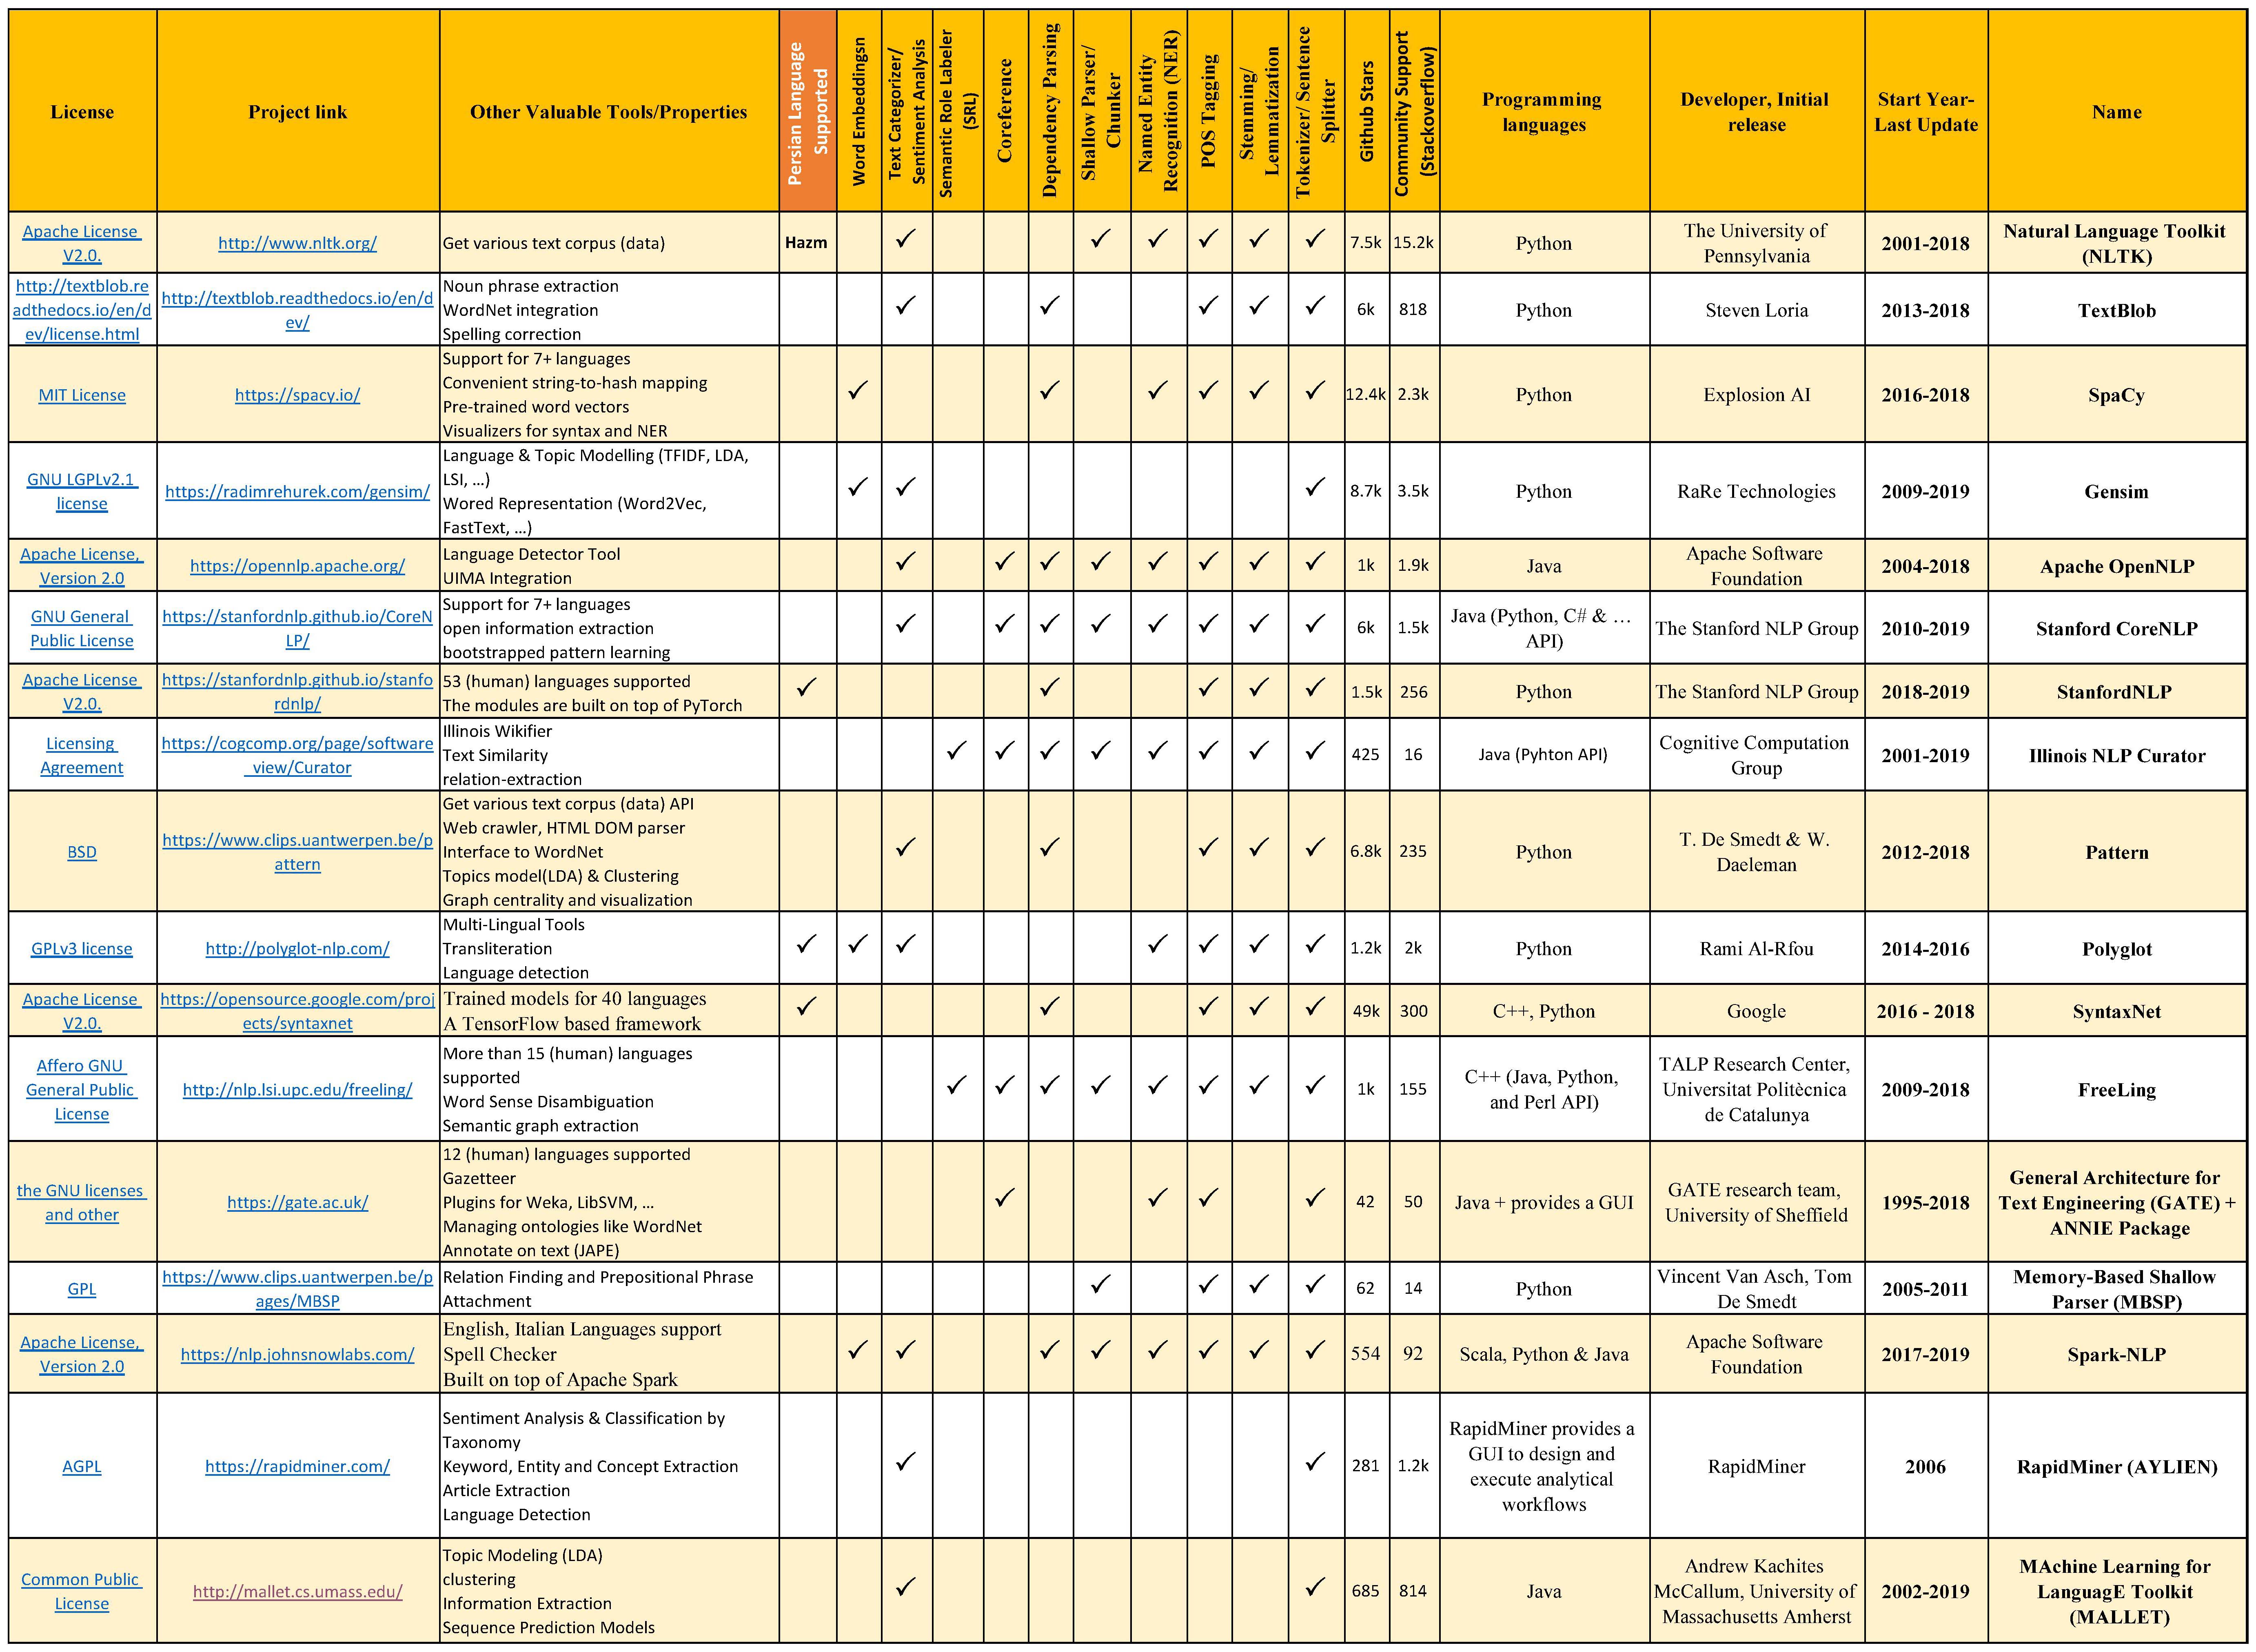 License
Project link
Other Valuable Tools/Properties
Persian Language
Supported
Word Embeddingsn
Text Categorizer/
Sentiment Analysis
Semantic Role Labeler
(SRL)
Coreference
Dependency Parsing
Shallow Parser/
Chunker
Named Entity
Recognition (NER)
POS Tagging
Stemming/
Lemmatization
Tokenizer/ Sentence
Splitter
Github Stars
Community Support
(Stackoverflow)
Programming
languages
Developer, Initial
release
Start Year-
Last Update
Name
Apache License
V2.0.
http://www.nltk.org/
Get various text corpus (data)
Hazm
✓ ✓ ✓ ✓ ✓ ✓
7.5k
15.2k
Python
The University of
Pennsylvania
2001-2018
Natural Language Toolkit
(NLTK)
http://textblob.re
adthedocs.io/en/d
ev/license.html
http://textblob.readthedocs.io/en/d
ev/
Noun phrase extraction
WordNet integration
Spelling correction
✓ ✓ ✓ ✓ ✓
6k
818
Python
Steven Loria
2013-2018
TextBlob
MIT License
https://spacy.io/
Support for 7+ languages
Convenient string-to-hash mapping
Pre-trained word vectors
Visualizers for syntax and NER
✓ ✓ ✓ ✓ ✓ ✓
12.4k
2.3k
Python
Explosion AI
2016-2018
SpaCy
GNU LGPLv2.1
license
https://radimrehurek.com/gensim/
Language & Topic Modelling (TFIDF, LDA,
LSI, …)
Wored Representation (Word2Vec,
FastText, …)
✓ ✓ ✓
8.7k
3.5k
Python
RaRe Technologies
2009-2019
Gensim
Apache License,
Version 2.0
https://opennlp.apache.org/
Language Detector Tool
UIMA Integration
✓ ✓ ✓ ✓ ✓ ✓ ✓ ✓
1k
1.9k
Java
Apache Software
Foundation
2004-2018
Apache OpenNLP
GNU General
Public License
https://stanfordnlp.github.io/CoreN
LP/
Support for 7+ languages
open information extraction
bootstrapped pattern learning
✓ ✓ ✓ ✓ ✓ ✓ ✓ ✓
6k
1.5k
Java (Python, C# & …
API)
The Stanford NLP Group
2010-2019
Stanford CoreNLP
Apache License
V2.0.
https://stanfordnlp.github.io/stanfo
rdnlp/
53 (human) languages supported
The modules are built on top of PyTorch
✓ ✓ ✓ ✓ ✓
1.5k
256
Python
The Stanford NLP Group
2018-2019
StanfordNLP
Licensing
Agreement
https://cogcomp.org/page/software
_view/Curator
Illinois Wikifier
Text Similarity
relation-extraction
✓ ✓ ✓ ✓ ✓ ✓ ✓ ✓
425
16
Java (Pyhton API)
Cognitive Computation
Group
2001-2019
Illinois NLP Curator
BSD
https://www.clips.uantwerpen.be/p
attern
Get various text corpus (data) API
Web crawler, HTML DOM parser
Interface to WordNet
Topics model(LDA) & Clustering
Graph centrality and visualization
✓ ✓ ✓ ✓ ✓
6.8k
235
Python
T. De Smedt & W.
Daeleman
2012-2018
Pattern
GPLv3 license
http://polyglot-nlp.com/
Multi-Lingual Tools
Transliteration
Language detection
✓ ✓ ✓ ✓ ✓ ✓ ✓
1.2k
2k
Python
Rami Al-Rfou
2014-2016
Polyglot
Apache License
V2.0.
https://opensource.google.com/proj
ects/syntaxnet
Trained models for 40 languages
A TensorFlow based framework
✓ ✓ ✓ ✓ ✓
49k
300
C++, Python
Google
2016 - 2018
SyntaxNet
Affero GNU
General Public
License
http://nlp.lsi.upc.edu/freeling/
More than 15 (human) languages
supported
Word Sense Disambiguation
Semantic graph extraction
✓ ✓ ✓ ✓ ✓ ✓ ✓ ✓
1k
155
C++ (Java, Python,
and Perl API)
TALP Research Center,
Universitat Politècnica
de Catalunya
2009-2018
FreeLing
the GNU licenses
and other
https://gate.ac.uk/
12 (human) languages supported
Gazetteer
Plugins for Weka, LibSVM, …
Managing ontologies like WordNet
Annotate on text (JAPE)
✓ ✓ ✓ ✓
42
50
Java + provides a GUI
GATE research team,
University of Sheffield
1995-2018
General Architecture for
Text Engineering (GATE) +
ANNIE Package
GPL
https://www.clips.uantwerpen.be/p
ages/MBSP
Relation Finding and Prepositional Phrase
Attachment
✓ ✓ ✓ ✓
62
14
Python
Vincent Van Asch, Tom
De Smedt
2005-2011
Memory-Based Shallow
Parser (MBSP)
Apache License,
Version 2.0
https://nlp.johnsnowlabs.com/
English, Italian Languages support
Spell Checker
Built on top of Apache Spark
✓ ✓ ✓ ✓ ✓ ✓ ✓ ✓
554
92
Scala, Python & Java
Apache Software
Foundation
2017-2019
Spark-NLP
AGPL
https://rapidminer.com/
Sentiment Analysis & Classification by
Taxonomy
Keyword, Entity and Concept Extraction
Article Extraction
Language Detection
✓ ✓
281
1.2k
RapidMiner provides a
GUI to design and
execute analytical
workflows
RapidMiner
2006
RapidMiner (AYLIEN)
Common Public
License
http://mallet.cs.umass.edu/
Topic Modeling (LDA)
clustering
Information Extraction
Sequence Prediction Models
✓ ✓
685
814
Java
Andrew Kachites
McCallum, University of
Massachusetts Amherst
2002-2019
MAchine Learning for
LanguagE Toolkit
(MALLET)